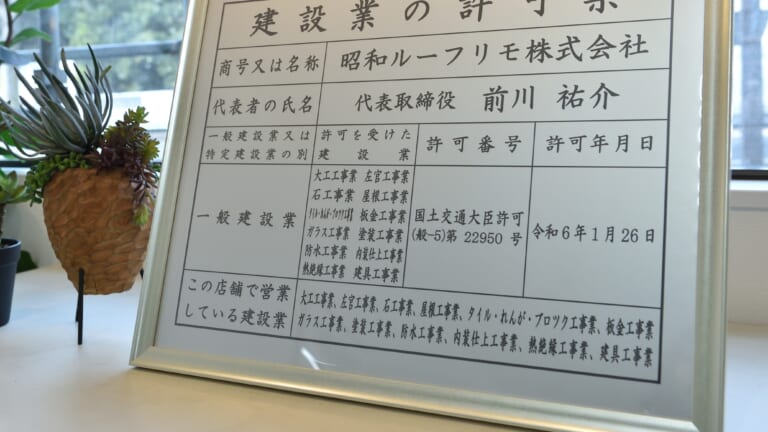 建設業の許可票
商号又は名称 昭和ルーフリモ株式会社
代表者の氏名 代表取締役 前川 祐介
一般建設業又は特定建設業の別
許可を受けた建設業
許可番号
許可年月日
一般建設業
大工工事業 左官工事業
石工事業 屋根工事業
タイル・れんが・ブロツク工事業 板金工事業
ガラス工事業 塗装工事業
防水工事業 内装仕上工事業
熱絶縁工事業 建具工事業
国土交通大臣許可
(般-5)第 22950 号
令和6年1月26日
この店舗で営業
している建設業
大工工事業、左官工事業、石工事業、屋根工事業、タイル・れんが・ブロツク工事業、板金工事業
ガラス工事業、塗装工事業、防水工事業、内装仕上工事業、熱絶縁工事業、建具工事業